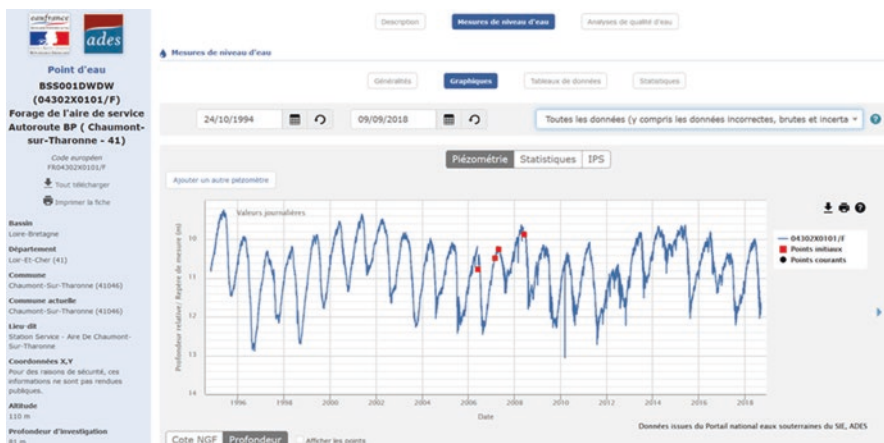 eaufrance
ades
Point d'eau
BSS001DWDW
(04302X0101/F)
Forage de l'aire de service
Autoroute BP ( Chaumont-
sur-Tharonne - 41)
Code européen
FR04302X0101/F
Tout télécharger
Imprimer la fiche
Bassin
Loire-Bretagne
Département
Loir-Et-Cher (41)
Commune
Chaumont-Sur-Tharonne (41046)
Commune actuelle
Chaumont-Sur-Tharonne (41046)
Lieu-dit
Station Service - Aire De Chaumont-
Sur-Tharonne
Coordonnées X,Y
Pour des raisons de sécurité, ces
informations ne sont pas rendues
publiques.
Altitude
110 m
Profondeur d'investigation
81 m
Description Mesures de niveau d'eau Analyses de qualité d'eau
Mesures de niveau d'eau
Généralités Graphiques Tableaux de données Statistiques
24/10/1994 09/09/2018 Toutes les données (y compris les données incorrectes, brutes et incerta
Piézométrie Statistiques IPS
Ajouter un autre piézomètre
Valeurs journalières
Profondeur relative/ Repère de mesure (m)
10
11
12
13
14
1996 1998 2000 2002 2004 2006 2008 2010 2012 2014 2016 2018
Date
04302X0101/F
Points initiaux
Points courants
Données issues du Portail national eaux souterraines du SIE, ADES
Cote NGF Profondeur Afficher les points